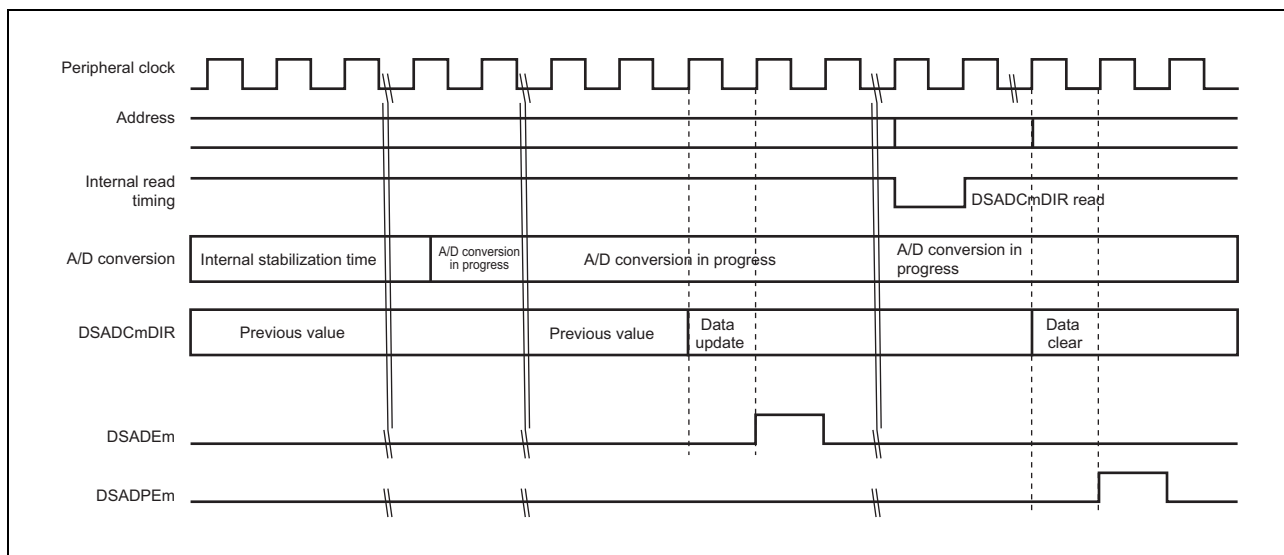 Peripheral clock
Address
Internal read
timing
DSADCmDIR read
A/D conversion
Internal stabilization time
A/D conversion
in progress
A/D conversion in progress
A/D conversion in
progress
DSADCmDIR
Previous value
Previous value
Data
update
Data
clear
DSADEm
DSADPEm